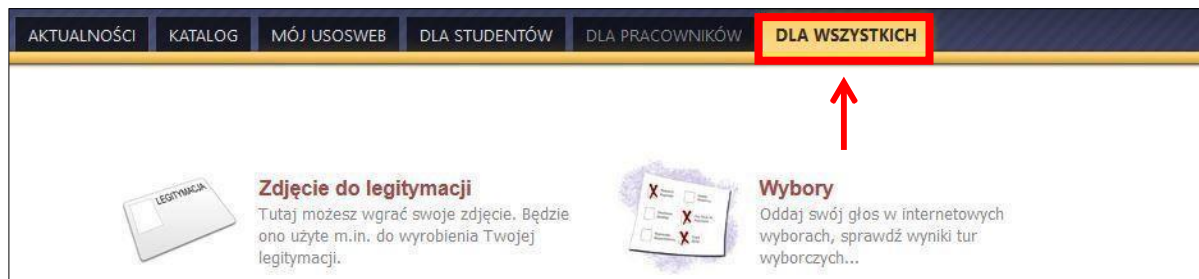 AKTUALNOŚCI KATALOG MÓJ USOSWEB DLA STUDENTÓW DLA PRACOWNIKÓW DLA WSZYSTKICH
LEGITYMACJA
Zdjęcie do legitymacji
Tutaj możesz wgrać swoje zdjęcie. Będzie
ono użyte m.in. do wyrobienia Twojej
legitymacji.
Wybory
Oddaj swój głos w internetowych
wyborach, sprawdź wyniki tur
wyborczych...